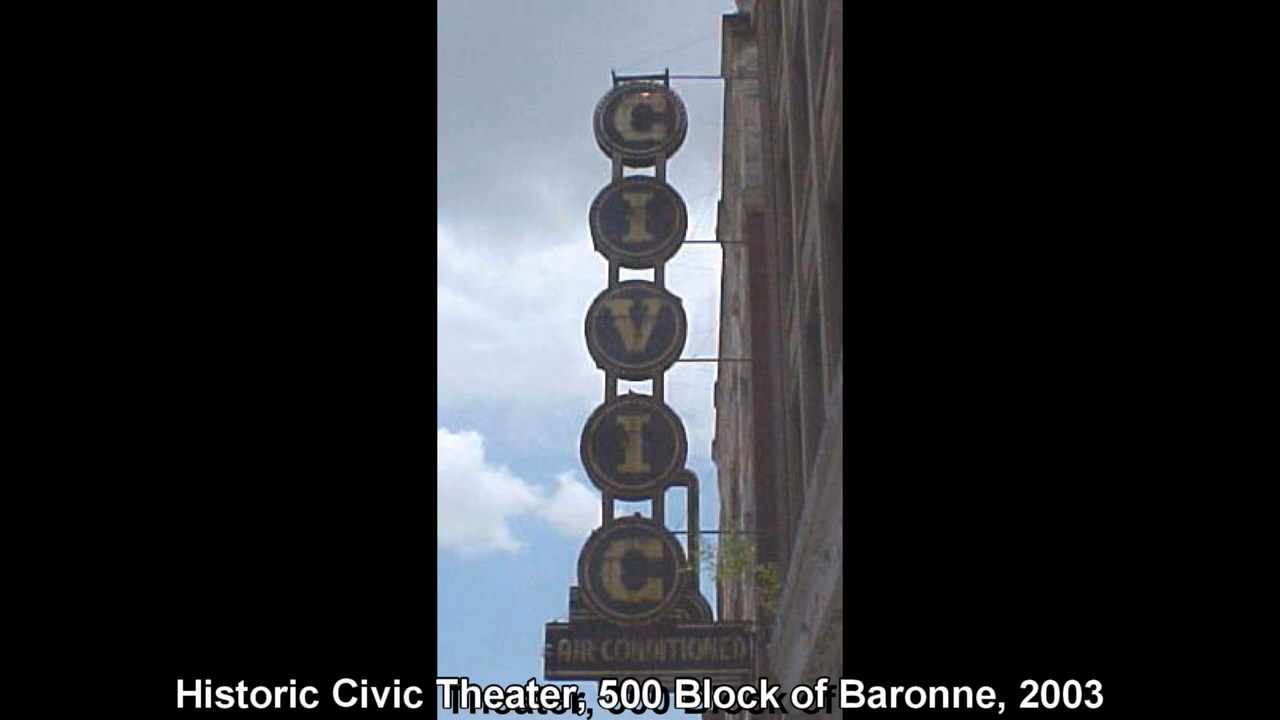 C
I
V
I
C
AIR CONDITIONED
Historic Civic Theater, 500 Block of Baronne, 2003